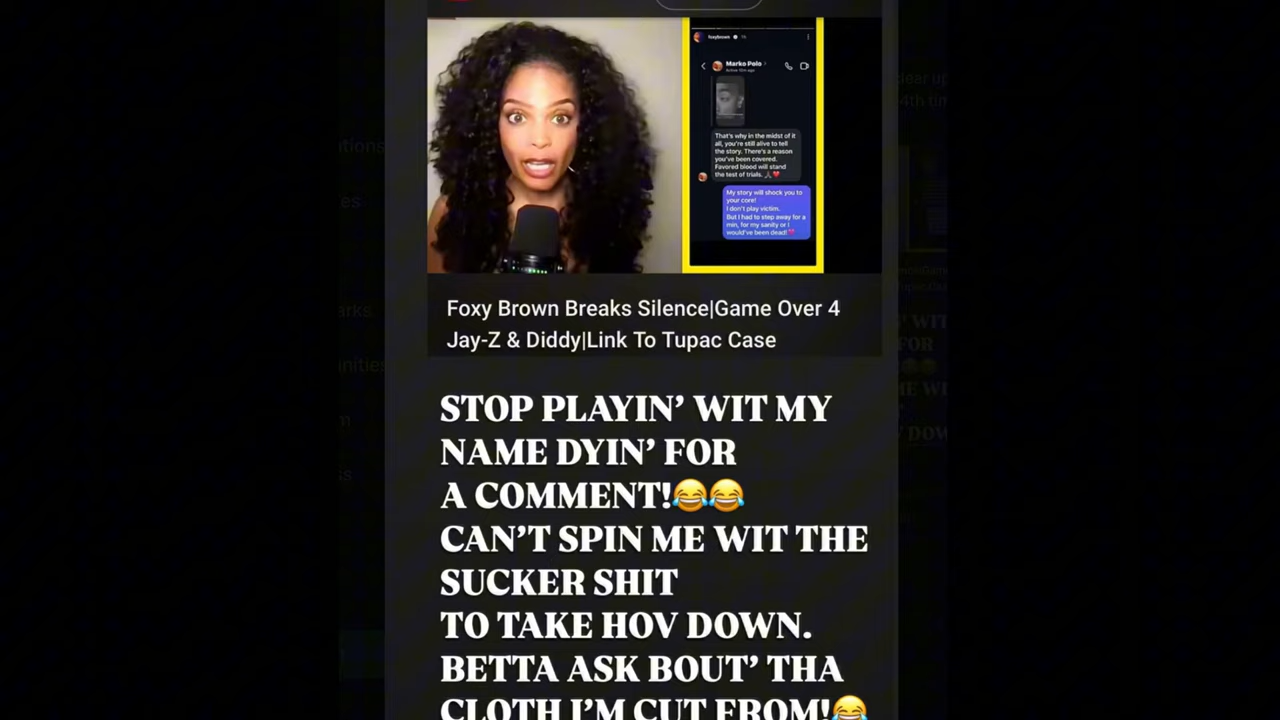 foxybrown 1h
Marko Polo
Active 10m ago
That's why in the midst of it
all, you're still alive to tell
the story. There's a reason
you've been covered.
Favored blood will stand
the test of trials. 🙏❤️
My story will shock you to
your core!
I don't play victim.
But I had to step away for a
min, for my sanity or I
would've been dead!❤️
Foxy Brown Breaks Silence|Game Over 4
Jay-Z & Diddy|Link To Tupac Case
STOP PLAYIN' WIT MY
NAME DYIN' FOR
A COMMENT!😂😂
CAN'T SPIN ME WIT THE
SUCKER SHIT
TO TAKE HOV DOWN.
BETTA ASK BOUT' THA
CLOTH I'M CUT FROM!😂